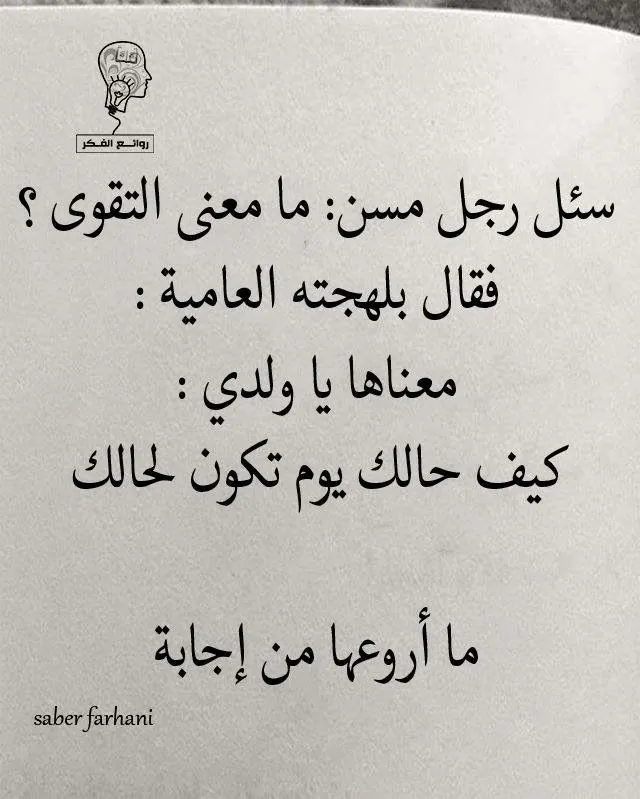 روائع الفكر
سئل رجل مسن: ما معنى التقوى ؟
فقال بلهجته العامية :
معناها يا ولدي :
كيف حالك يوم تكون لحالك
ما أروعها من إجابة
saber farhani